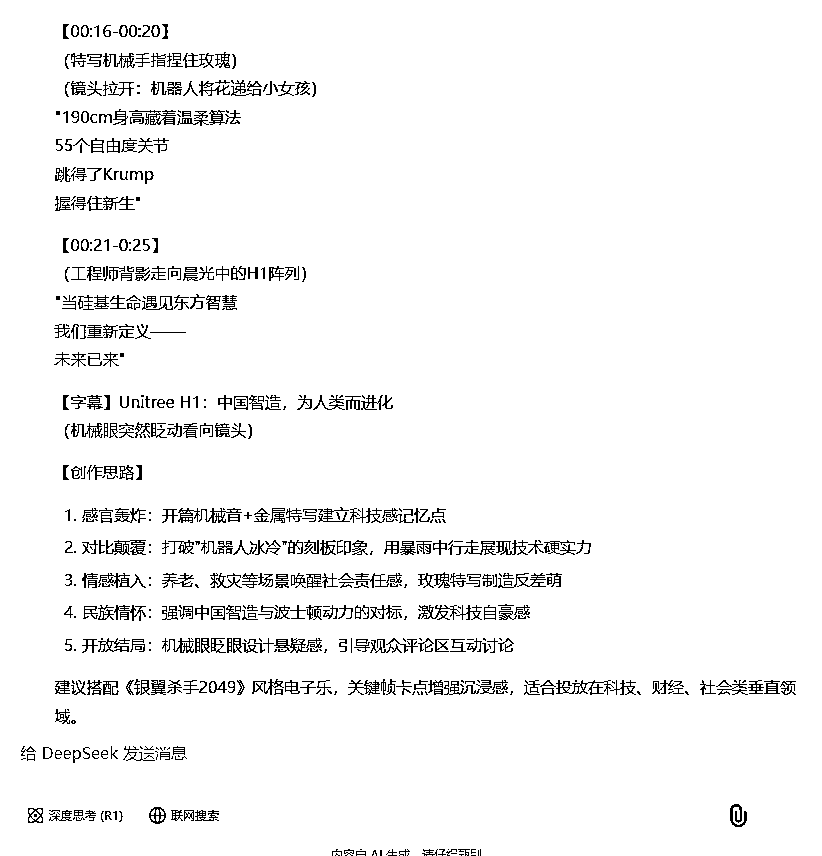 【00:16-00:20】
（特写机械手指捏住玫瑰）
（镜头拉开：机器人将花递给小女孩）
"190cm身高藏着温柔算法
55个自由度关节
跳得了Krump
握得住新生"
【00:21-0:25】
（工程师背影走向晨光中的H1阵列）
"当硅基生命遇见东方智慧
我们重新定义——
未来已来"
【字幕】Unitree H1：中国智造，为人类而进化
（机械眼突然眨动看向镜头）
【创作思路】
1. 感官轰炸：开篇机械音+金属特写建立科技感记忆点
2. 对比颠覆：打破"机器人冰冷"的刻板印象，用暴雨中行走展现技术硬实力
3. 情感植入：养老、救灾等场景唤醒社会责任感，玫瑰特写制造反差萌
4. 民族情怀：强调中国智造与波士顿动力的对标，激发科技自豪感
5. 开放结局：机械眼眨眼设计悬疑感，引导观众评论区互动讨论
建议搭配《银翼杀手2049》风格电子乐，关键帧卡点增强沉浸感，适合投放在科技、财经、社会类垂直领
域。
给 DeepSeek 发送消息
深度思考 (R1) 联网搜索
内容由 AI 生成，请仔细甄别